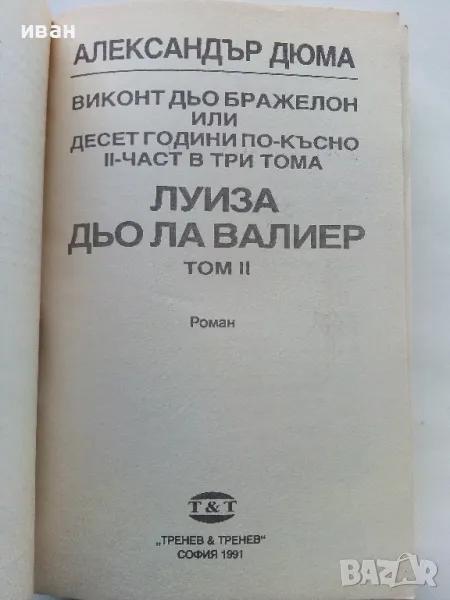 иван
АЛЕКСАНДЪР ДЮМА
ВИКОНТ ДЬО БРАЖЕЛОН
ИЛИ
ДЕСЕТ ГОДИНИ ПО-КЪСНО
II-ЧАСТ В ТРИ ТОМА
ЛУИЗА
ДЬО ЛА ВАЛИЕР
ТОМ II
Роман
T&T
„ТРЕНЕВ & ТРЕНЕВ“
СОФИЯ 1991
BAZAR